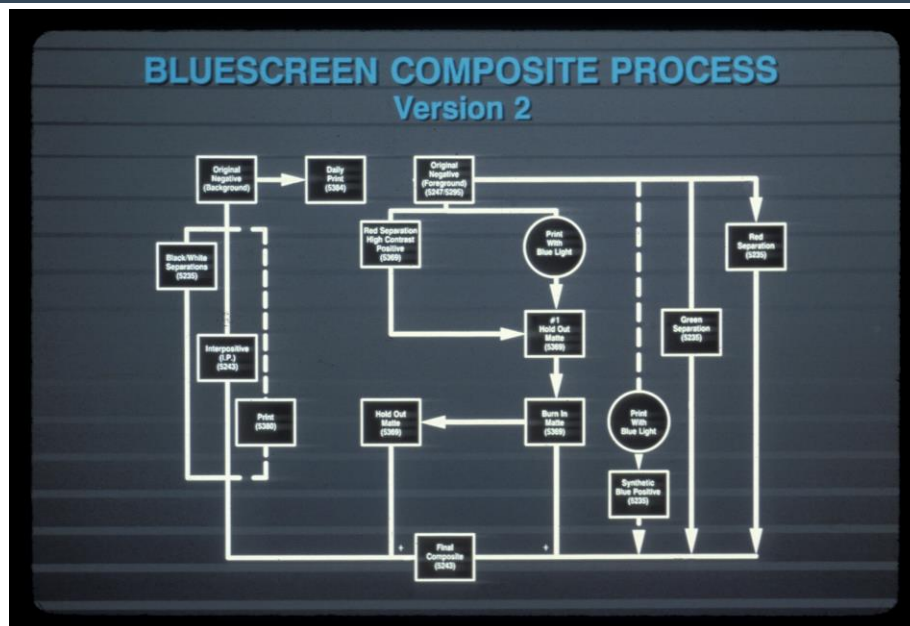 BLUESCREEN COMPOSITE PROCESS
Version 2
Original
Negative
(Background)
Daily
Print
(5384)
Original
Negative
(Foreground)
(5247/5295)
Red Separation
High Contrast
Positive
(5369)
Print
With
Blue Light
Red
Separation
(5235)
Black/White
Separations
(5235)
#1
Hold Out
Matte
(5369)
Green
Separation
(5235)
Interpositive
(I.P.)
(5243)
Print
(5380)
Hold Out
Matte
(5369)
Burn In
Matte
(5369)
Print
With
Blue Light
Synthetic
Blue Positive
(5235)
+
Final
Composite
(5243)
+